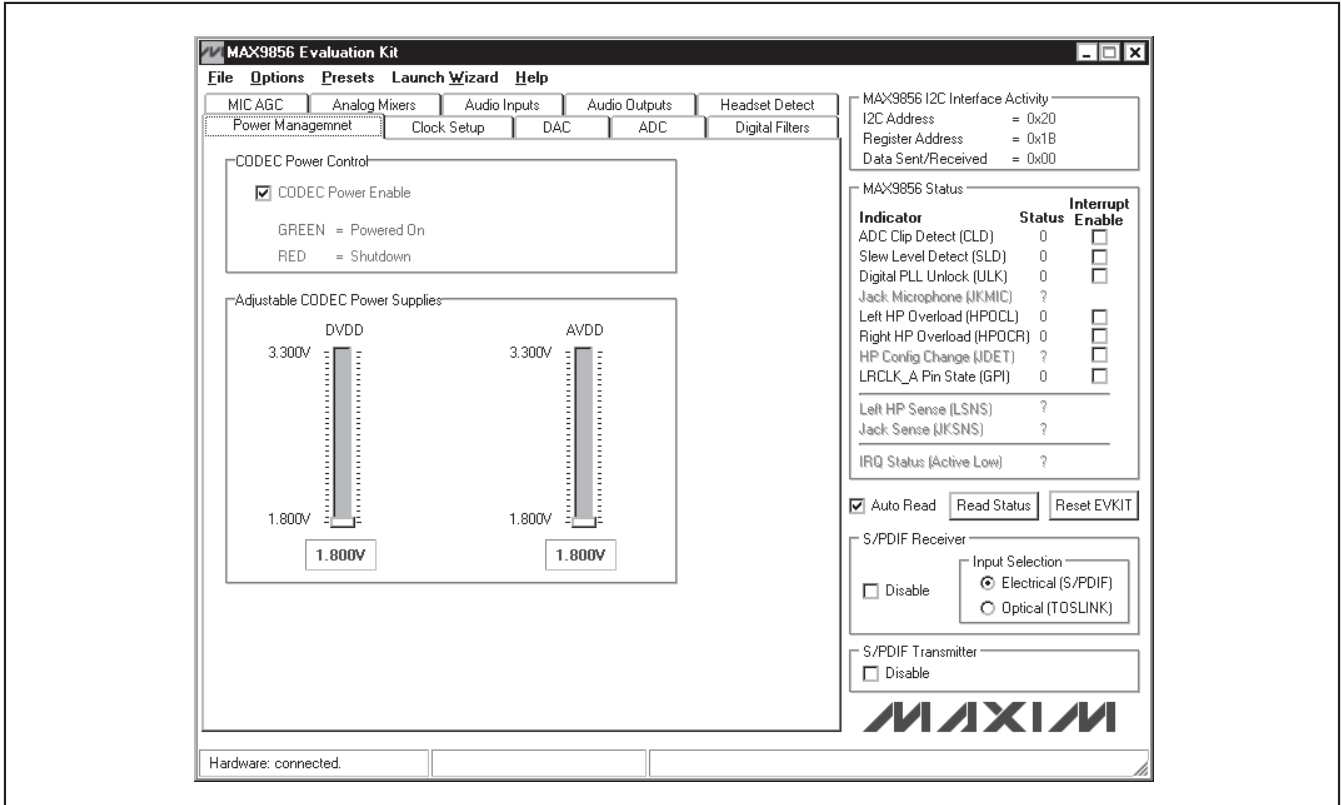 MAX9856 Evaluation Kit
File Options Presets Launch Wizard Help
MIC AGC Analog Mixers Audio Inputs Audio Outputs Headset Detect
Power Managemnet Clock Setup DAC ADC Digital Filters
CODEC Power Control
CODEC Power Enable
GREEN = Powered On
RED = Shutdown
Adjustable CODEC Power Supplies
DVDD AVDD
3.300V 3.300V
1.800V 1.800V
1.800V 1.800V
MAX9856 I2C Interface Activity
I2C Address = 0x20
Register Address = 0x1B
Data Sent/Received = 0x00
MAX9856 Status
Indicator Status Interrupt Enable
ADC Clip Detect (CLD) 0
Slew Level Detect (SLD) 0
Digital PLL Unlock (ULK) 0
Jack Microphone (JKMIC) ?
Left HP Overload (HPOCL) 0
Right HP Overload (HPOCR) 0
HP Config Change (JDET) ?
LRCLK_A Pin State (GPI) 0
Left HP Sense (LSNS) ?
Jack Sense (JKSNS) ?
IRQ Status (Active Low) ?
Auto Read Read Status Reset EVKIT
S/PDIF Receiver
Input Selection
Disable
Electrical (S/PDIF)
Optical (TOSLINK)
S/PDIF Transmitter
Disable
MAXIM
Hardware: connected.